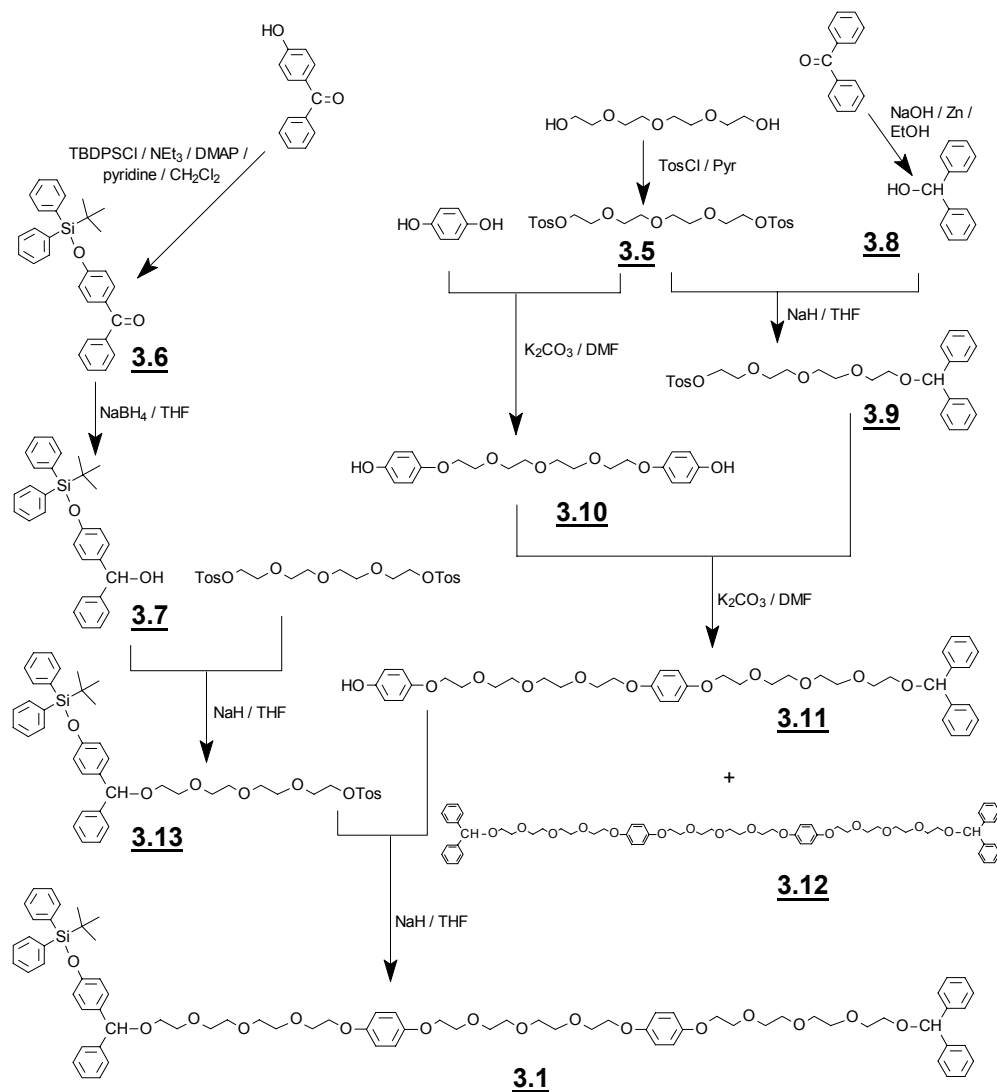 HO
C=O
TBDPSCl / NEt3 / DMAP /
pyridine / CH2Cl2
Si
O
C=O
3.6
NaBH4 / THF
Si
O
CH-OH
3.7
HO O O O OH
TosCl / Pyr
TosO O O O OTos
3.5
HO OH
K2CO3 / DMF
O=C
NaOH / Zn /
EtOH
HO-CH
3.8
NaH / THF
TosO O O O O-CH
3.9
HO O O O O O OH
3.10
TosO O O O OTos
K2CO3 / DMF
NaH / THF
HO O O O O O O O O O O-CH
3.11
+
CH-O O O O O O O O O O O O O O O-CH
3.12
Si
O
CH-O O O O OTos
3.13
NaH / THF
Si
O
CH-O O O O O O O O O O O O O O O-CH
3.1